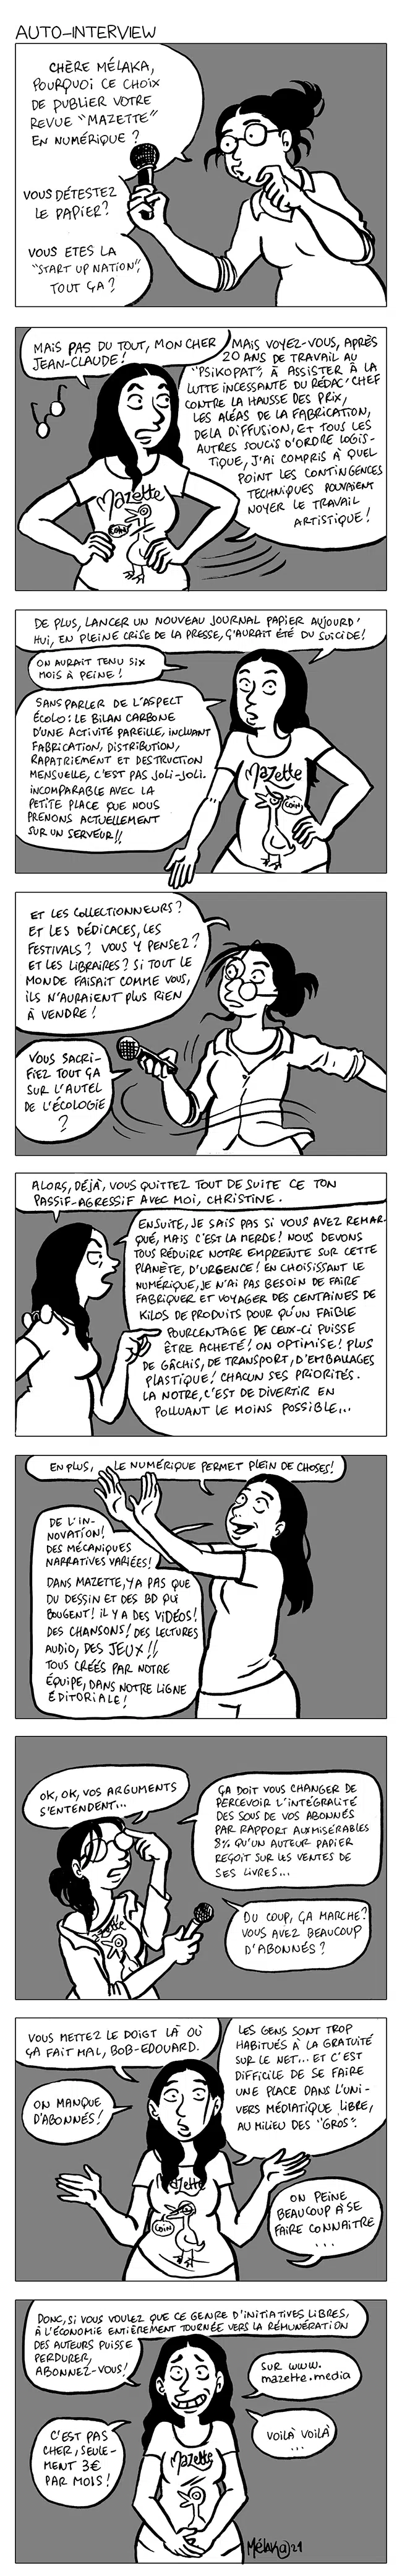 AUTO-INTERVIEW
CHÈRE MÉLAKA,
POURQUOI CE CHOIX
DE PUBLIER VOTRE
REVUE "MAZETTE"
EN NUMÉRIQUE ?
VOUS DÉTESTEZ
LE PAPIER?
VOUS ETES LA
"START UP NATION",
TOUT ÇA ?
MAIS PAS DU TOUT, MON CHER
JEAN-CLAUDE!
MAIS VOYEZ-VOUS, APRÈS
20 ANS DE TRAVAIL AU
"PSIKOPAT", À ASSISTER À LA
LUTTE INCESSANTE DU RÉDAC'CHEF
CONTRE LA HAUSSE DES PRIX,
LES ALÉAS DE LA FABRICATION,
DE LA DIFFUSION, ET TOUS LES
AUTRES SOUCIS D'ORDRE LOGIS-
TIQUE, J'AI COMPRIS À QUEL
POINT LES CONTINGENCES
TECHNIQUES POUVAIENT
NOYER LE TRAVAIL
ARTISTIQUE!
Mazette
COIN
DE PLUS, LANCER UN NOUVEAU JOURNAL PAPIER AUJOURD'
HUI, EN PLEINE CRISE DE LA PRESSE, Ç'AURAIT ÉTÉ DU SUICIDE!
ON AURAIT TENU SIX
MOIS À PEINE!
SANS PARLER DE L'ASPECT
ÉCOLO: LE BILAN CARBONE
D'UNE ACTIVITÉ PAREILLE, INCLUANT
FABRICATION, DISTRIBUTION,
RAPATRIEMENT ET DESTRUCTION
MENSUELLE, C'EST PAS JOLI-JOLI.
INCOMPARABLE AVEC LA
PETITE PLACE QUE NOUS
PRENONS ACTUELLEMENT
SUR UN SERVEUR!!
Mazette
COIN
ET LES COLLECTIONNEURS?
ET LES DÉDICACES, LES
FESTIVALS? VOUS Y PENSEZ?
ET LES LIBRAIRES? SI TOUT LE
MONDE FAISAIT COMME VOUS,
ILS N'AURAIENT PLUS RIEN
À VENDRE!
VOUS SACRI-
FIEZ TOUT ÇA
SUR L'AUTEL
DE L'ÉCOLOGIE
?
ALORS, DÉJÀ, VOUS QUITTEZ TOUT DE SUITE CE TON
PASSIF-AGRESSIF AVEC MOI, CHRISTINE.
ENSUITE, JE SAIS PAS SI VOUS AVEZ REMAR-
QUÉ, MAIS C'EST LA MERDE! NOUS DEVONS
TOUS RÉDUIRE NOTRE EMPREINTE SUR CETTE
PLANÈTE, D'URGENCE! EN CHOISISSANT LE
NUMÉRIQUE, JE N'AI PAS BESOIN DE FAIRE
FABRIQUER ET VOYAGER DES CENTAINES DE
KILOS DE PRODUITS POUR QU'UN FAIBLE
POURCENTAGE DE CEUX-CI PUISSE
ÊTRE ACHETÉ! ON OPTIMISE! PLUS
DE GÂCHIS, DE TRANSPORT, D'EMBALLAGES
PLASTIQUE! CHACUN SES PRIORITÉS.
LA NOTRE, C'EST DE DIVERTIR EN
POLLUANT LE MOINS POSSIBLE...
EN PLUS, LE NUMÉRIQUE PERMET PLEIN DE CHOSES!
DE L'IN-
NOVATION!
DES MÉCANIQUES
NARRATIVES VARIÉES!
DANS MAZETTE, Y A PAS QUE
DU DESSIN ET DES BD QUI
BOUGENT! IL Y A DES VIDÉOS!
DES CHANSONS! DES LECTURES
AUDIO, DES JEUX!!
TOUS CRÉÉS PAR NOTRE
ÉQUIPE, DANS NOTRE LIGNE
ÉDITORIALE!
OK, OK, VOS ARGUMENTS
S'ENTENDENT...
ÇA DOIT VOUS CHANGER DE
PERCEVOIR L'INTÉGRALITÉ
DES SOUS DE VOS ABONNÉS
PAR RAPPORT AUX MISÉRABLES
8% QU'UN AUTEUR PAPIER
REÇOIT SUR LES VENTES DE
SES LIVRES...
DU COUP, ÇA MARCHE?
VOUS AVEZ BEAUCOUP
D'ABONNÉS?
VOUS METTEZ LE DOIGT LÀ OÙ
ÇA FAIT MAL, BOB-EDOUARD.
ON MANQUE
D'ABONNÉS!
LES GENS SONT TROP
HABITUÉS À LA GRATUITÉ
SUR LE NET... ET C'EST
DIFFICILE DE SE FAIRE
UNE PLACE DANS L'UNI-
VERS MÉDIATIQUE LIBRE,
AU MILIEU DES "GROS".
ON PEINE
BEAUCOUP À SE
FAIRE CONNAITRE
...
Mazette
COIN
DONC, SI VOUS VOULEZ QUE CE GENRE D'INITIATIVES LIBRES,
À L'ÉCONOMIE ENTIÈREMENT TOURNÉE VERS LA RÉMUNÉRATION
DES AUTEURS PUISSE
PERDURER,
ABONNEZ-VOUS!
SUR WWW.
mazette.media
C'EST PAS
CHER, SEULE-
MENT 3€
PAR MOIS!
VOILÀ VOILÀ
...
Mazette
MÉLAKA 21